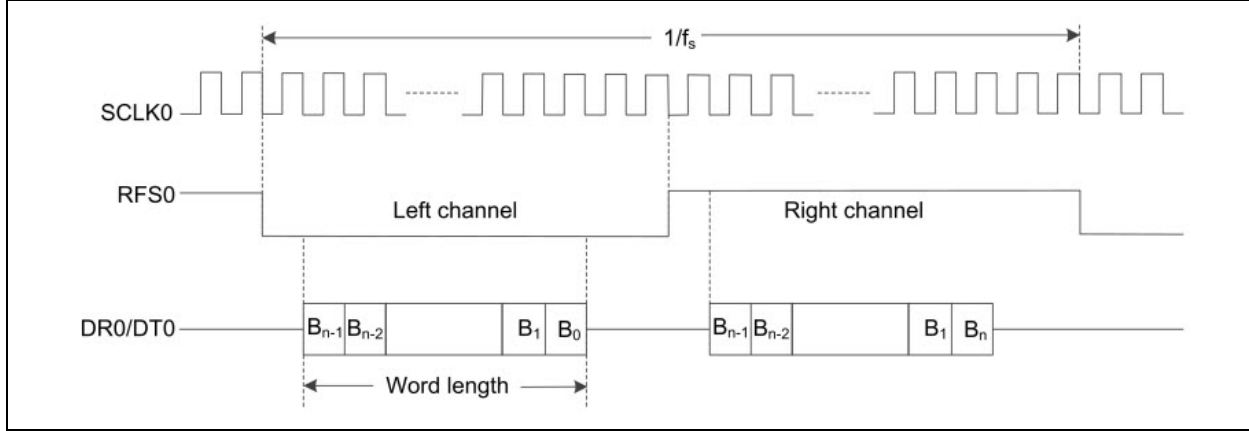 1/fs
SCLK0
RFS0
Left channel
Right channel
DR0/DT0
Bn-1 Bn-2 B1 B0 Bn-1 Bn-2 B1 Bn
Word length